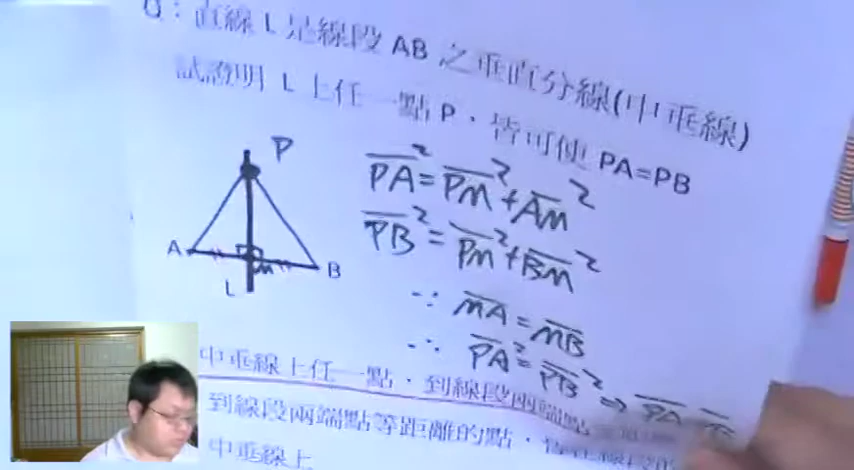 Q：直線 L 是線段 AB 之垂直分線(中垂線)
試證明 L 上任一點 P，皆可使 PA=PB
P
A
B
M
L
PA² = PM² + AM²
PB² = PM² + BM²
∵ MA = MB
∴ PA² = PB² ⇒ PA
中垂線上任一點，到線段兩端點
到線段兩端點等距離的點，
中垂線上